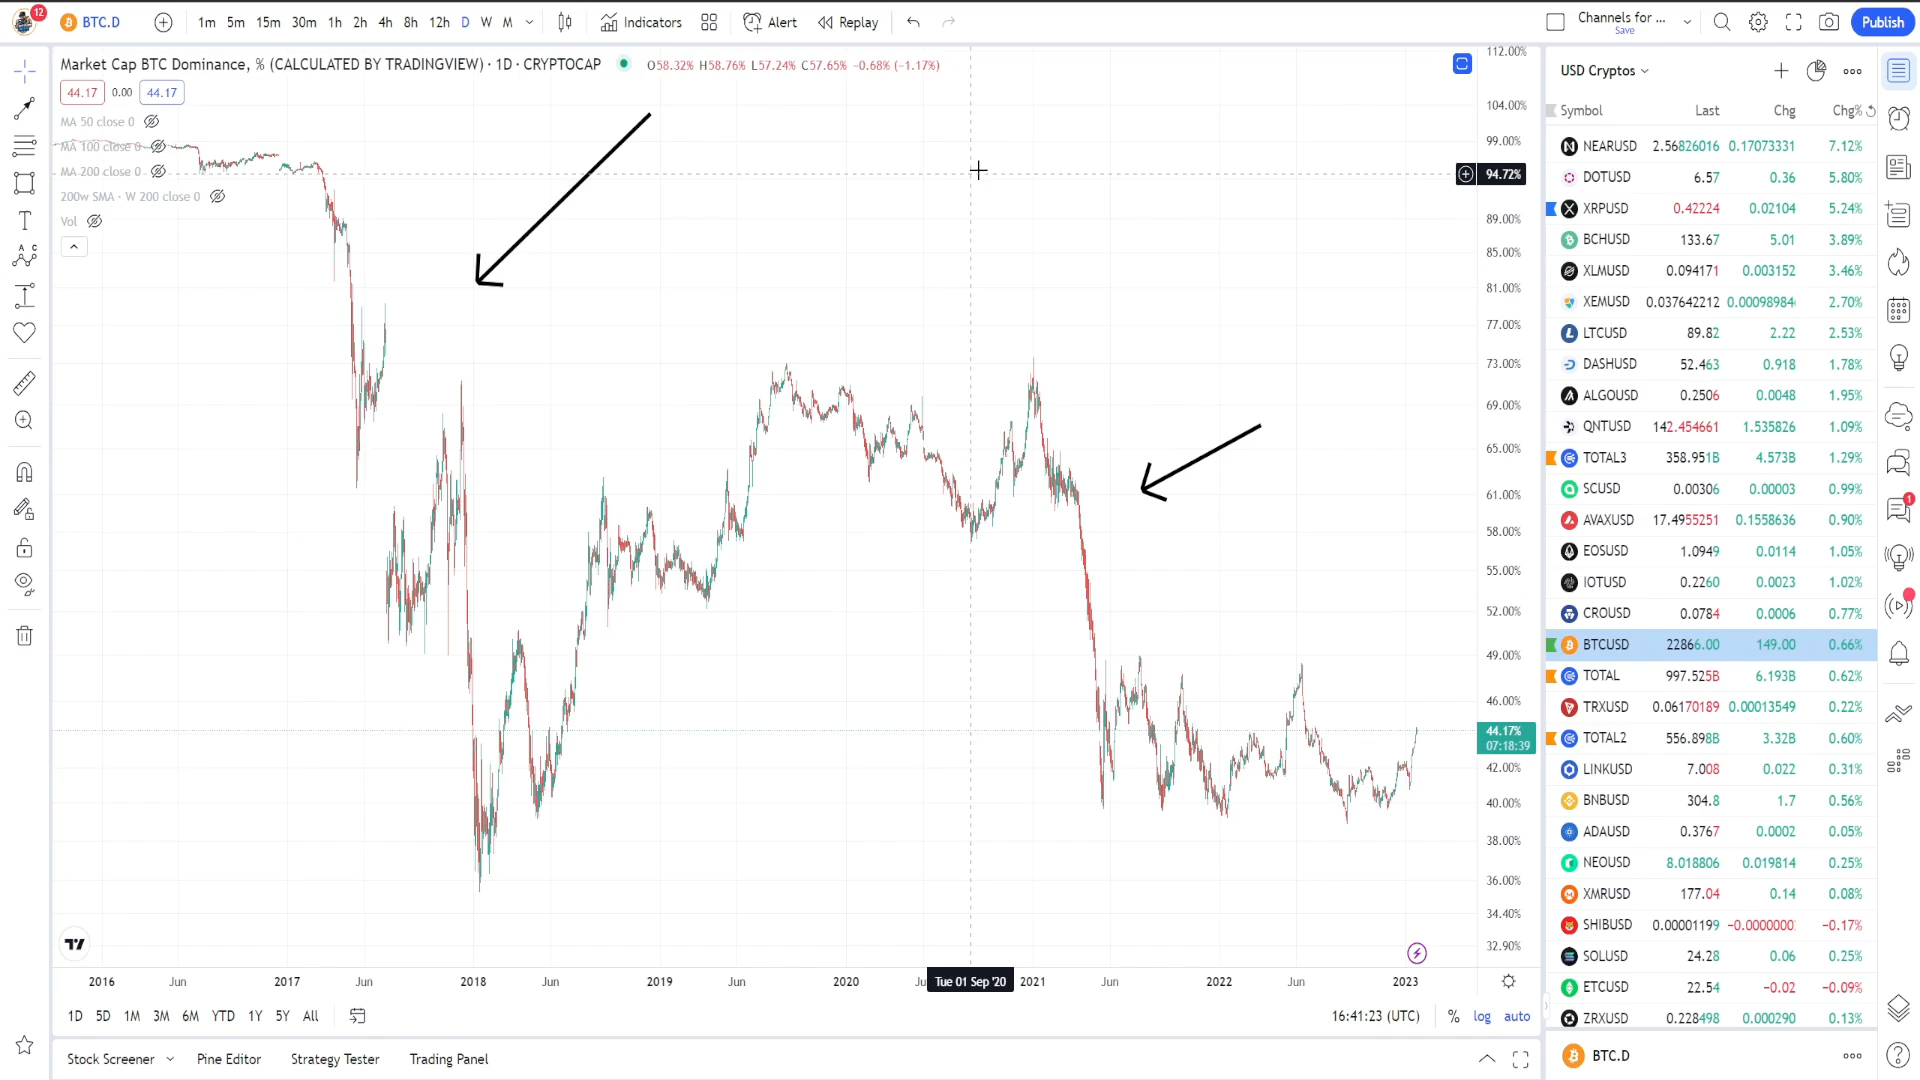 12
BTC.D
1m 5m 15m 30m 1h 2h 4h 8h 12h D W M
Indicators
Alert
Replay
Channels for ...
Save
Publish
Market Cap BTC Dominance, % (CALCULATED BY TRADINGVIEW) · 1D · CRYPTOCAP
O58.32% H58.76% L57.24% C57.65% −0.68% (−1.17%)
44.17 0.00 44.17
MA 50 close 0
MA 100 close 0
MA 200 close 0
200w SMA · W 200 close 0
Vol
112.00%
104.00%
99.00%
94.72%
89.00%
85.00%
81.00%
77.00%
73.00%
69.00%
65.00%
61.00%
58.00%
55.00%
52.00%
49.00%
46.00%
44.17%
07:18:39
42.00%
40.00%
38.00%
36.00%
34.40%
32.90%
2016 Jun 2017 Jun 2018 Jun 2019 Jun 2020 Ju Tue 01 Sep '20 2021 Jun 2022 Jun 2023
1D 5D 1M 3M 6M YTD 1Y 5Y All
16:41:23 (UTC) % log auto
Stock Screener Pine Editor Strategy Tester Trading Panel
USD Cryptos
Symbol Last Chg Chg%
NEARUSD 2.56826016 0.17073331 7.12%
DOTUSD 6.57 0.36 5.80%
XRPUSD 0.42224 0.02104 5.24%
BCHUSD 133.67 5.01 3.89%
XLMUSD 0.094171 0.003152 3.46%
XEMUSD 0.037642212 0.00098984 2.70%
LTCUSD 89.82 2.22 2.53%
DASHUSD 52.463 0.918 1.78%
ALGOUSD 0.2506 0.0048 1.95%
QNTUSD 142.454661 1.535826 1.09%
TOTAL3 358.951B 4.573B 1.29%
SCUSD 0.00306 0.00003 0.99%
AVAXUSD 17.4955251 0.1558636 0.90%
EOSUSD 1.0949 0.0114 1.05%
IOTUSD 0.2260 0.0023 1.02%
CROUSD 0.0784 0.0006 0.77%
BTCUSD 22866.00 149.00 0.66%
TOTAL 997.525B 6.193B 0.62%
TRXUSD 0.06170189 0.00013549 0.22%
TOTAL2 556.898B 3.32B 0.60%
LINKUSD 7.008 0.022 0.31%
BNBUSD 304.8 1.7 0.56%
ADAUSD 0.3767 0.0002 0.05%
NEOUSD 8.018806 0.019814 0.25%
XMRUSD 177.04 0.14 0.08%
SHIBUSD 0.00001199 −0.0000000 −0.17%
SOLUSD 24.28 0.06 0.25%
ETCUSD 22.54 −0.02 −0.09%
ZRXUSD 0.228498 0.000290 0.13%
BTC.D
1